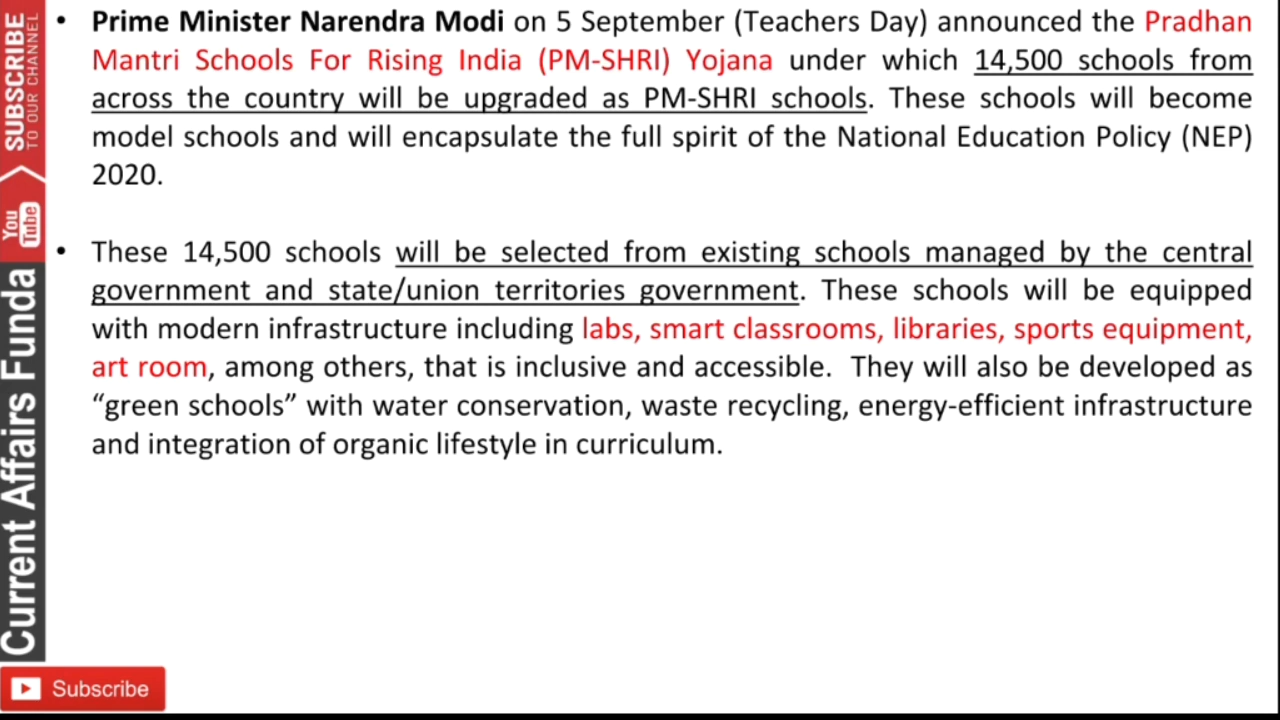 • Prime Minister Narendra Modi on 5 September (Teachers Day) announced the Pradhan
Mantri Schools For Rising India (PM-SHRI) Yojana under which 14,500 schools from
across the country will be upgraded as PM-SHRI schools. These schools will become
model schools and will encapsulate the full spirit of the National Education Policy (NEP)
2020.
• These 14,500 schools will be selected from existing schools managed by the central
government and state/union territories government. These schools will be equipped
with modern infrastructure including labs, smart classrooms, libraries, sports equipment,
art room, among others, that is inclusive and accessible. They will also be developed as
“green schools” with water conservation, waste recycling, energy-efficient infrastructure
and integration of organic lifestyle in curriculum.
SUBSCRIBE
TO OUR CHANNEL
You
Tube
Current Affairs Funda
Subscribe